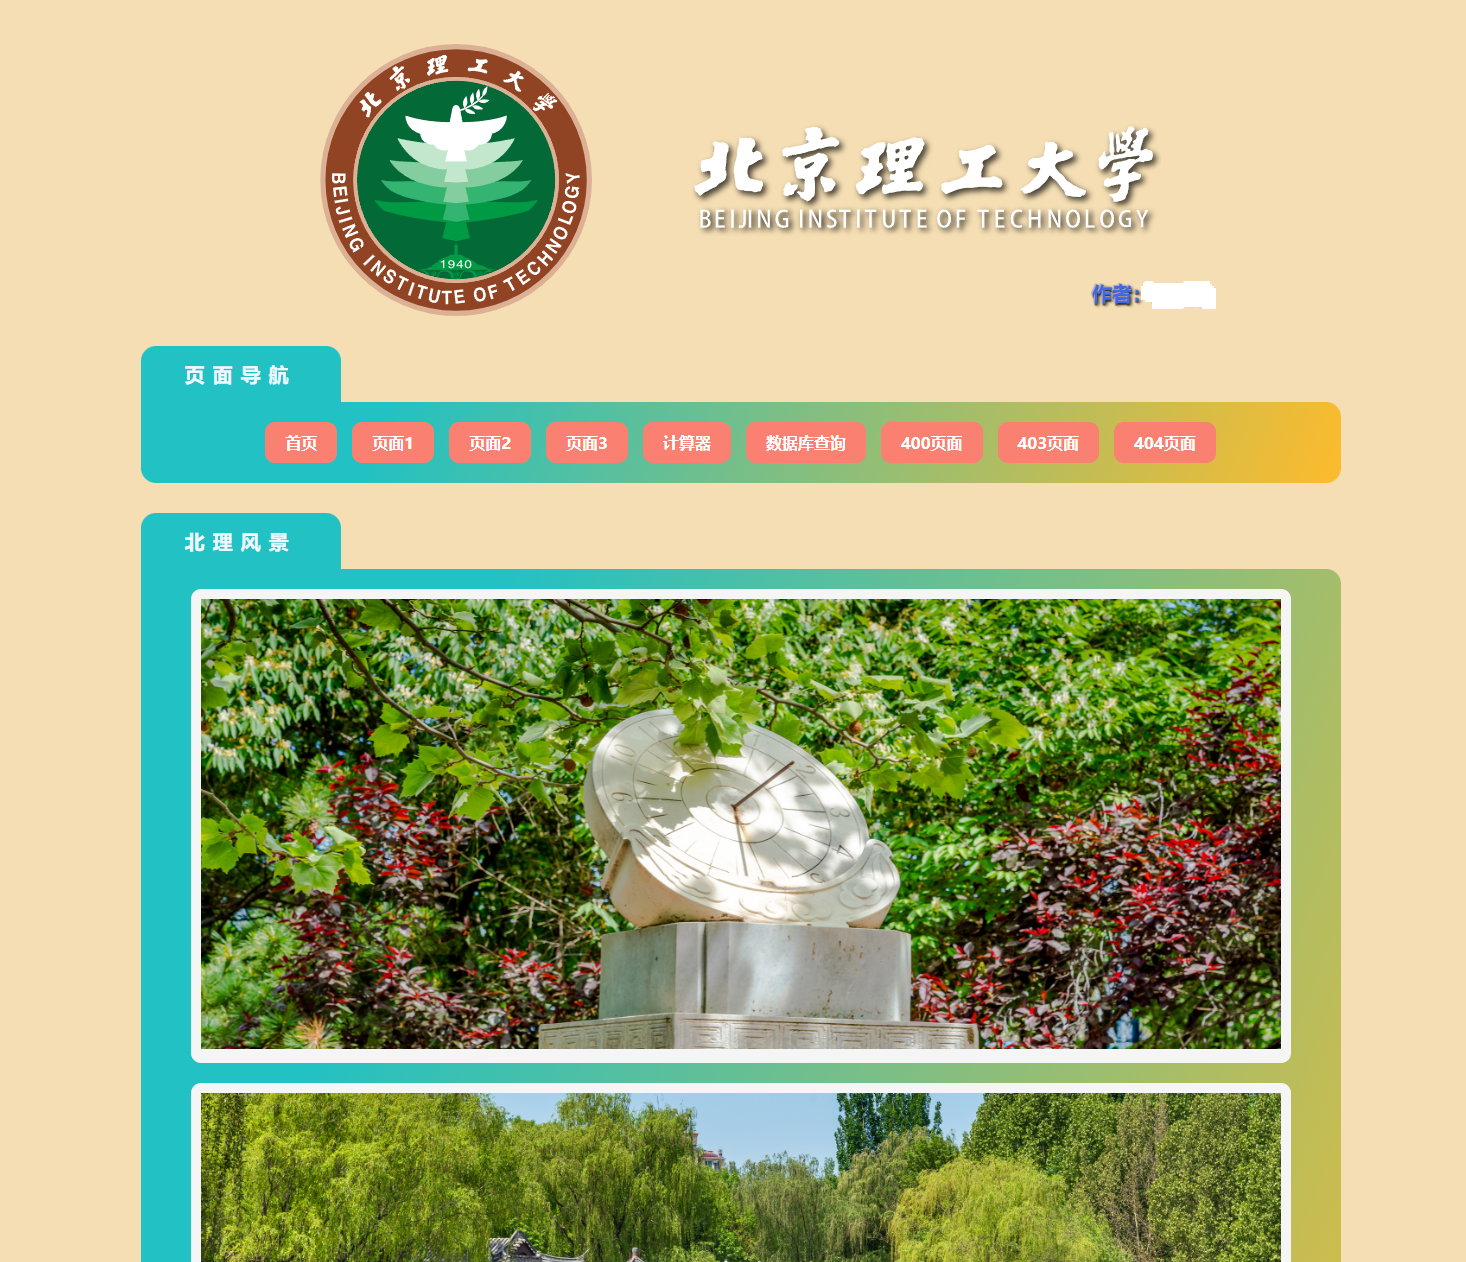 北京理工大学
BEIJING INSTITUTE OF TECHNOLOGY
1940
北京理工大學
BEIJING INSTITUTE OF TECHNOLOGY
作者:
页面导航
首页 页面1 页面2 页面3 计算器 数据库查询 400页面 403页面 404页面
北理风景